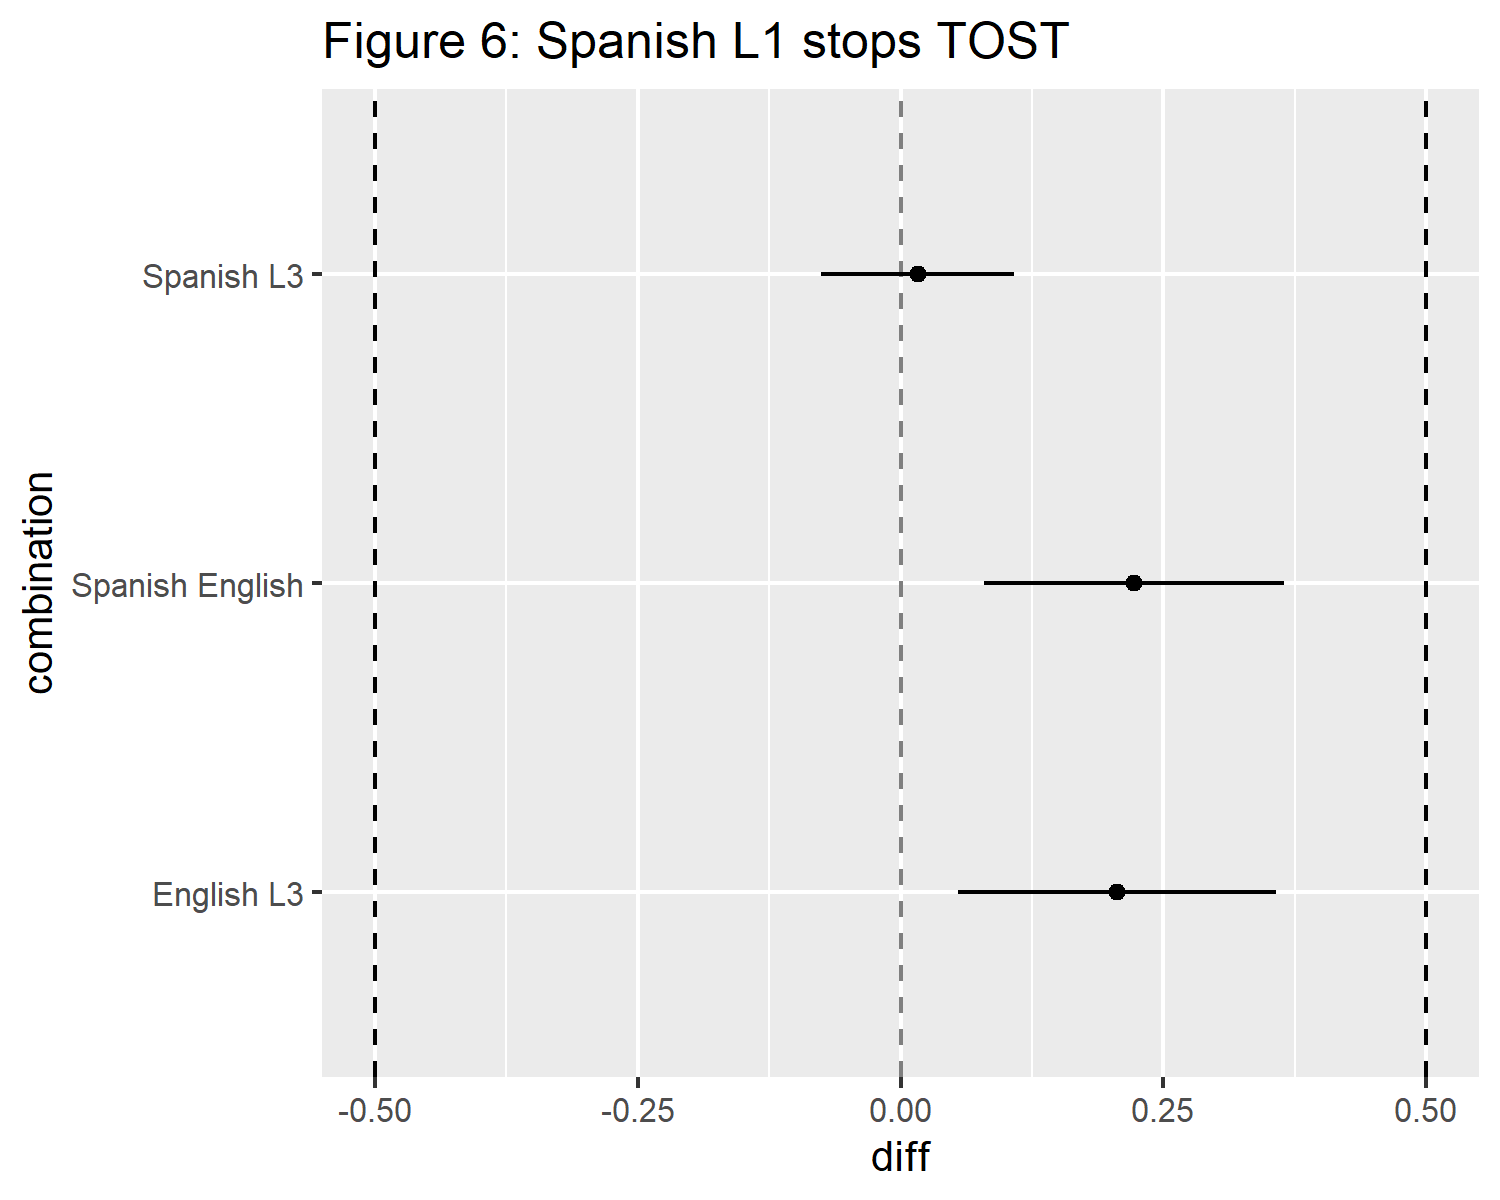 Figure 6: Spanish L1 stops TOST
combination
Spanish L3
Spanish English
English L3
-0.50
-0.25
0.00
0.25
0.50
diff